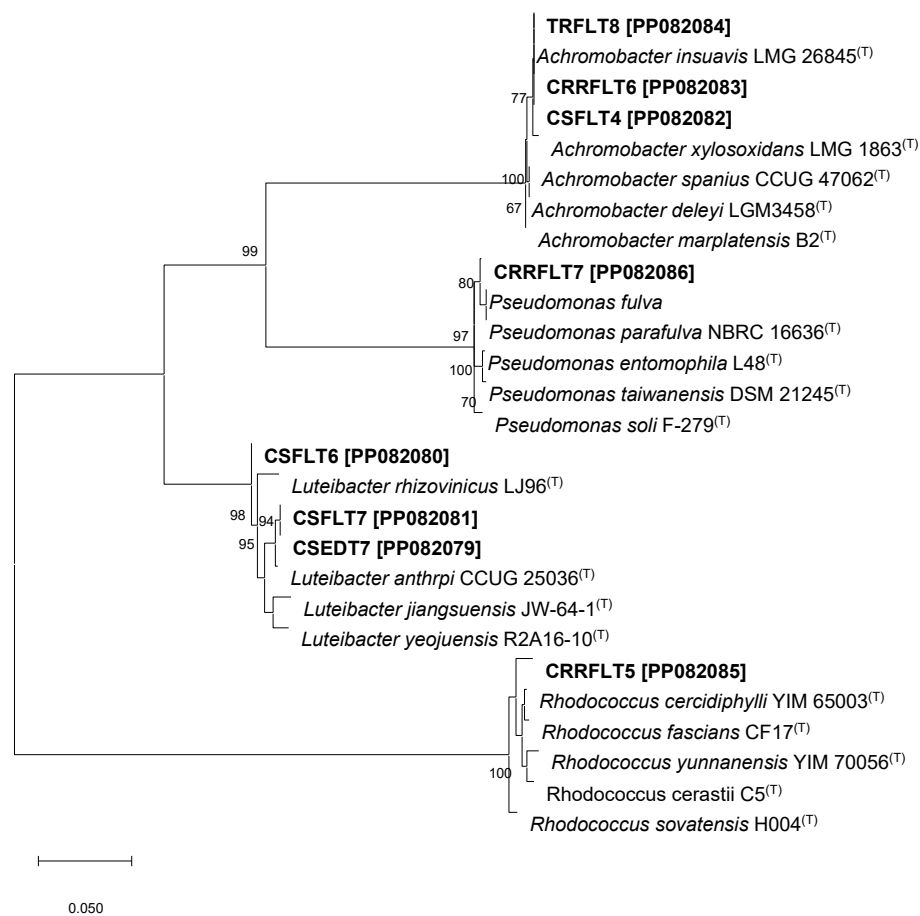 TRFLT8 [PP082084]
Achromobacter insuavis LMG 26845(T)
CRRFLT6 [PP082083]
77
CSFLT4 [PP082082]
Achromobacter xylosoxidans LMG 1863(T)
100
Achromobacter spanius CCUG 47062(T)
67
Achromobacter deleyi LGM3458(T)
Achromobacter marplatensis B2(T)
99
CRRFLT7 [PP082086]
80
Pseudomonas fulva
97
Pseudomonas parafulva NBRC 16636(T)
Pseudomonas entomophila L48(T)
100
Pseudomonas taiwanensis DSM 21245(T)
70
Pseudomonas soli F-279(T)
CSFLT6 [PP082080]
Luteibacter rhizovinicus LJ96(T)
98
94
CSFLT7 [PP082081]
95
CSEDT7 [PP082079]
Luteibacter anthrpi CCUG 25036(T)
Luteibacter jiangsuensis JW-64-1(T)
Luteibacter yeojuensis R2A16-10(T)
CRRFLT5 [PP082085]
Rhodococcus cercidiphylli YIM 65003(T)
Rhodococcus fascians CF17(T)
Rhodococcus yunnanensis YIM 70056(T)
100
Rhodococcus cerastii C5(T)
Rhodococcus sovatensis H004(T)
0.050